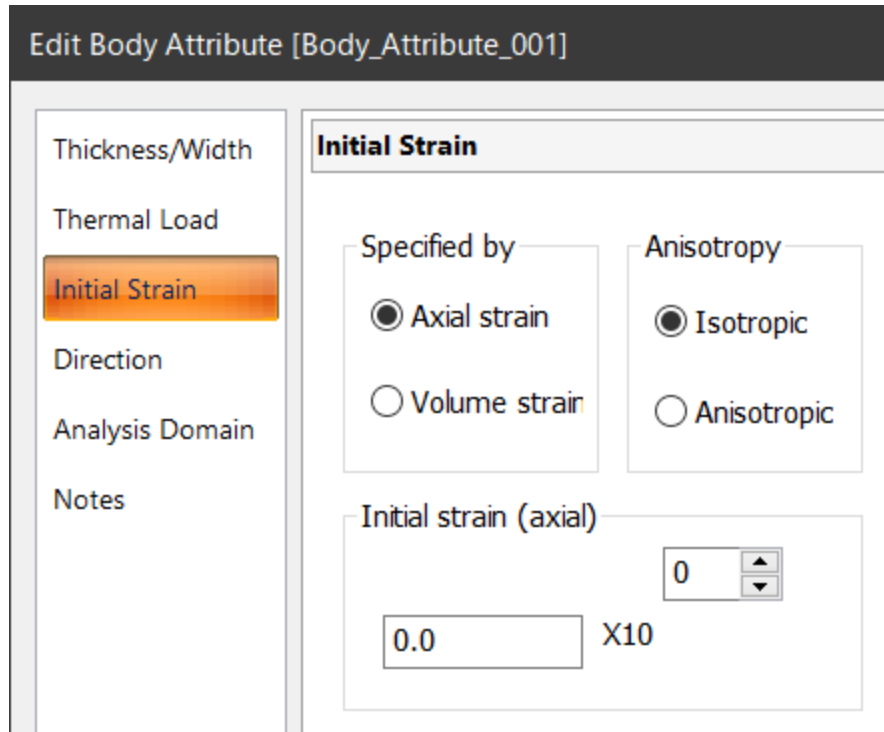 Edit Body Attribute [Body_Attribute_001]
Thickness/Width
Thermal Load
Initial Strain
Direction
Analysis Domain
Notes
Initial Strain
Specified by
Axial strain
Volume strain
Anisotropy
Isotropic
Anisotropic
Initial strain (axial)
0
0.0 X10